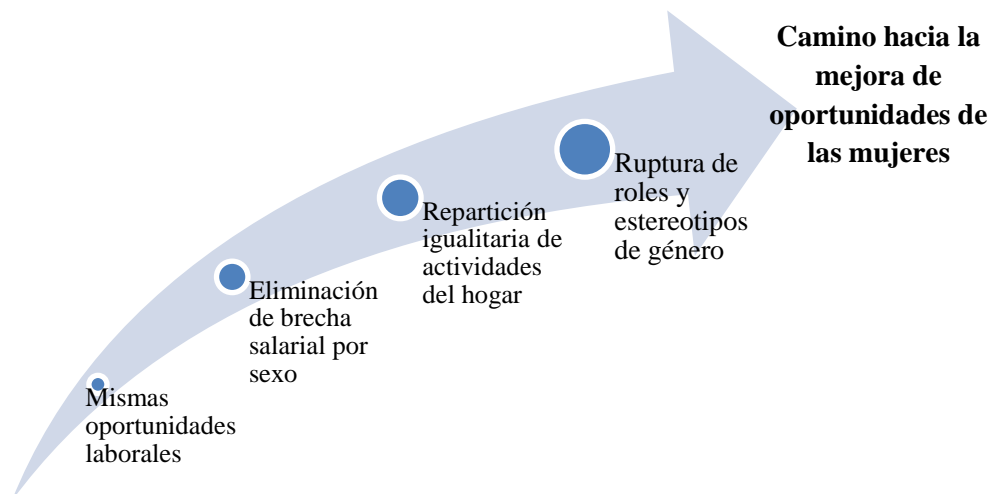 Camino hacia la
mejora de
oportunidades de
las mujeres
Ruptura de
roles y
estereotipos
de género
Repartición
igualitaria de
actividades
del hogar
Eliminación
de brecha
salarial por
sexo
Mismas
oportunidades
laborales